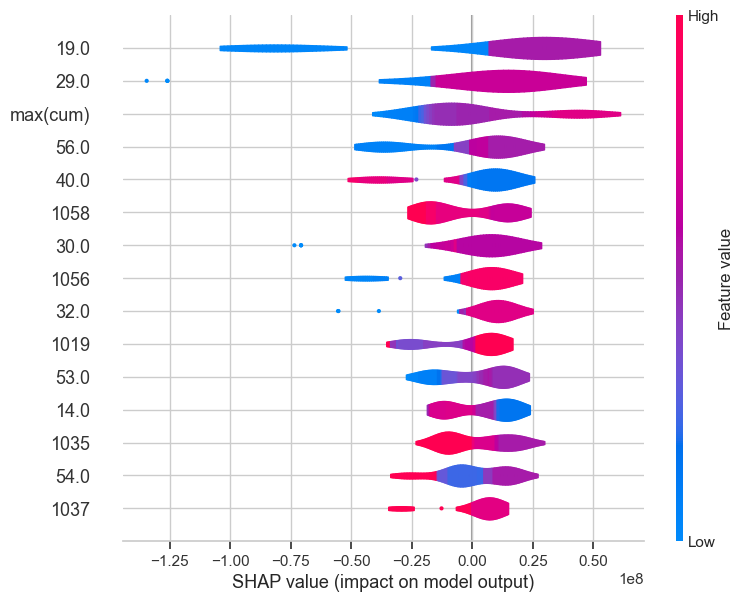 High
19.0
29.0
max(cum)
56.0
40.0
1058
30.0
1056
32.0
1019
53.0
14.0
1035
54.0
1037
Feature value
Low
−1.25 −1.00 −0.75 −0.50 −0.25 0.00 0.25 0.50
1e8
SHAP value (impact on model output)